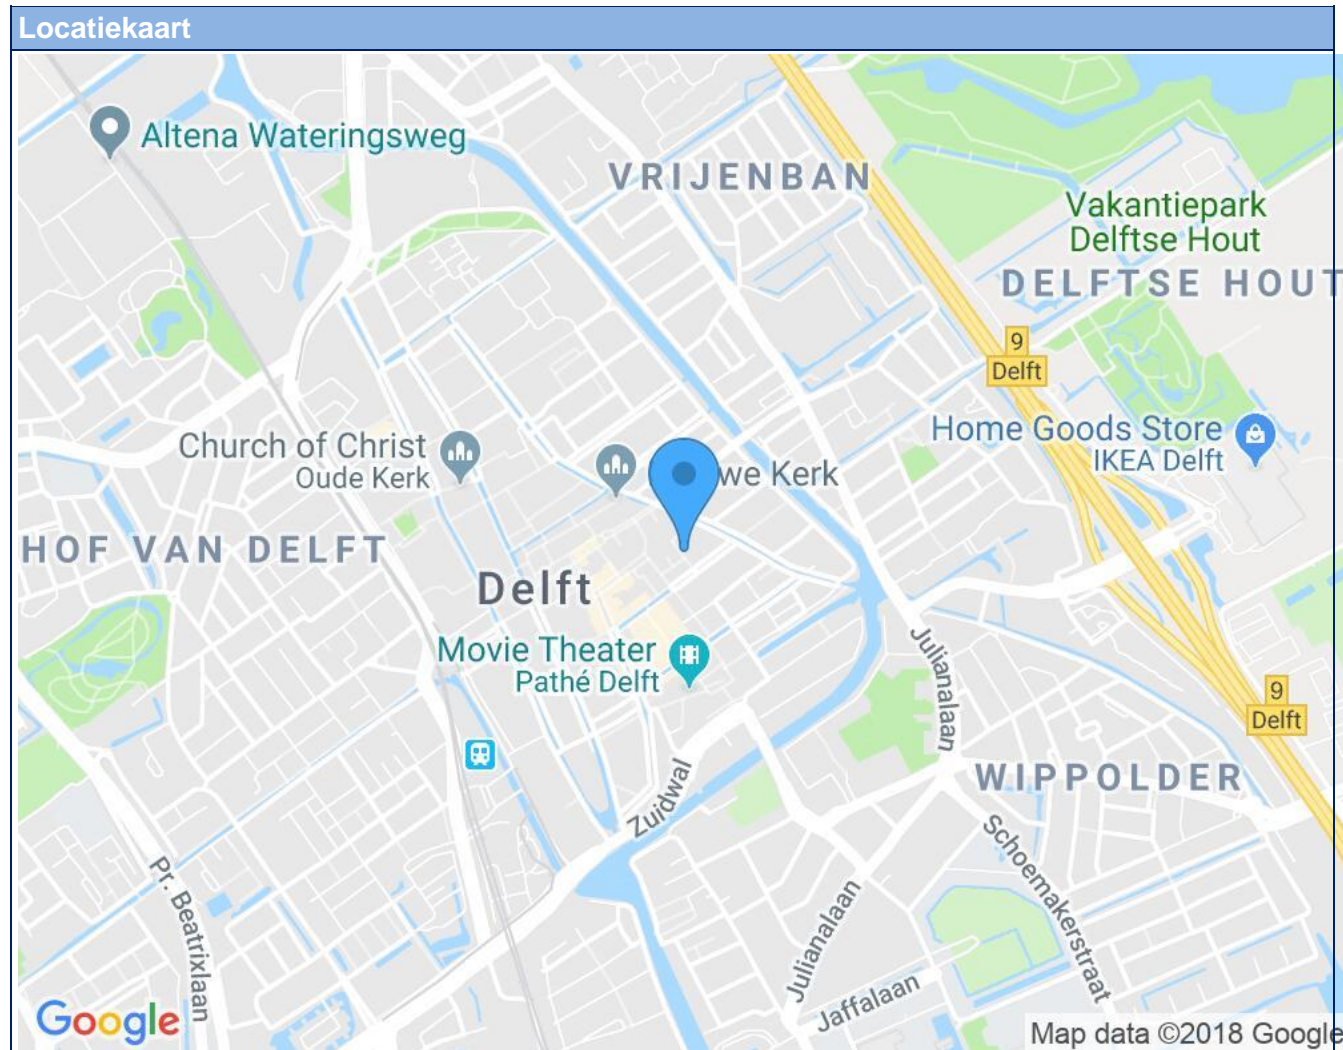 Locatiekaart
Altena Wateringsweg
VRIJENBAN
Vakantiepark
Delftse Hout
DELFTSE HOUT
9
Delft
Church of Christ
Oude Kerk
we Kerk
Home Goods Store
IKEA Delft
HOF VAN DELFT
Delft
Movie Theater
Pathé Delft
Julianalaan
9
Delft
WIPPOLDER
Zuidwal
Schoemakerstraat
Pr. Beatrixlaan
Julianalaan
Jaffalaan
Google
Map data ©2018 Google